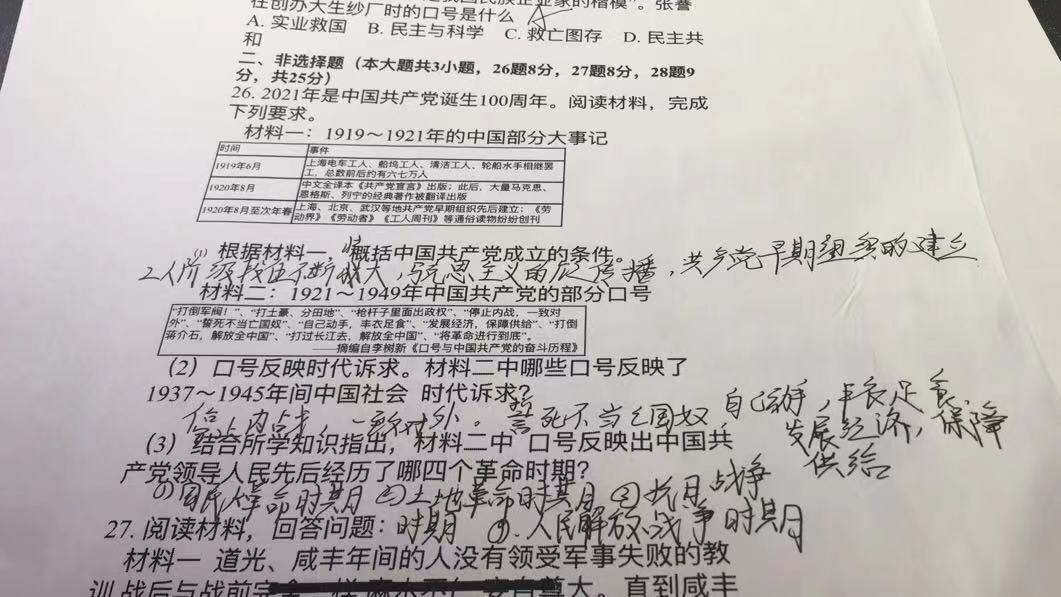 我国民族企业家的楷模”。张謇
在创办大生纱厂时的口号是什么 A
A. 实业救国 B. 民主与科学 C. 救亡图存 D. 民主共
和
二、非选择题（本大题共3小题，26题8分，27题8分，28题9
分，共25分）
26. 2021年是中国共产党诞生100周年。阅读材料，完成
下列要求。
材料一：1919～1921年的中国部分大事记
时间 事件
1919年6月 上海电车工人、船坞工人、清洁工人、轮船水手相继罢
工，总数前后约有六七万人
1920年8月 中文全译本《共产党宣言》出版；此后，大量马克思、
恩格斯、列宁的经典著作被翻译出版
1920年8月至次年春 上海、北京、武汉等地共产党早期组织先后建立；《劳
动界》《劳动者》《工人周刊》等通俗读物纷纷创刊
(1) 根据材料一，概括中国共产党成立的条件。
工人阶级队伍不断壮大，马克思主义的广泛传播，共产党早期组织的建立
材料二：1921～1949年中国共产党的部分口号
“打倒军阀！”、“打土豪、分田地”、“枪杆子里面出政权”、“停止内战，一致对
外”、“誓死不当亡国奴”、“自己动手，丰衣足食”、“发展经济，保障供给”、“打倒
蒋介石，解放全中国”、“打过长江去，解放全中国”、“将革命进行到底”。
——摘编自李树新《口号与中国共产党的奋斗历程》
(2) 口号反映时代诉求。材料二中哪些口号反映了
1937～1945年间中国社会 时代诉求？
停止内战，一致对外。誓死不当亡国奴 自己动手，丰衣足食。
发展经济，保障
供给
(3) 结合所学知识指出，材料二中 口号反映出中国共
产党领导人民先后经历了哪四个革命时期？
①国民大革命时期 ②土地革命时期 ③抗日战争
时期 ④人民解放战争时期
27. 阅读材料，回答问题：
材料一 道光、咸丰年间的人没有领受军事失败的教
训 战后与战前完全一样 麻木不仁 妄自尊大。直到咸丰